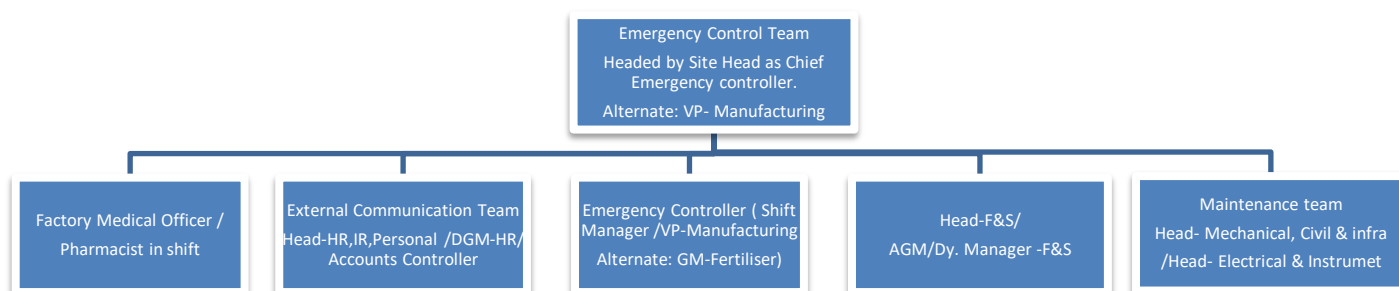 Emergency Control Team
Headed by Site Head as Chief
Emergency controller.
Alternate: VP- Manufacturing
Factory Medical Officer /
Pharmacist in shift
External Communication Team
Head-HR,IR,Personal /DGM-HR/
Accounts Controller
Emergency Controller ( Shift
Manager /VP-Manufacturing
Alternate: GM-Fertiliser)
Head-F&S/
AGM/Dy. Manager -F&S
Maintenance team
Head- Mechanical, Civil & infra
/Head- Electrical & Instrumet